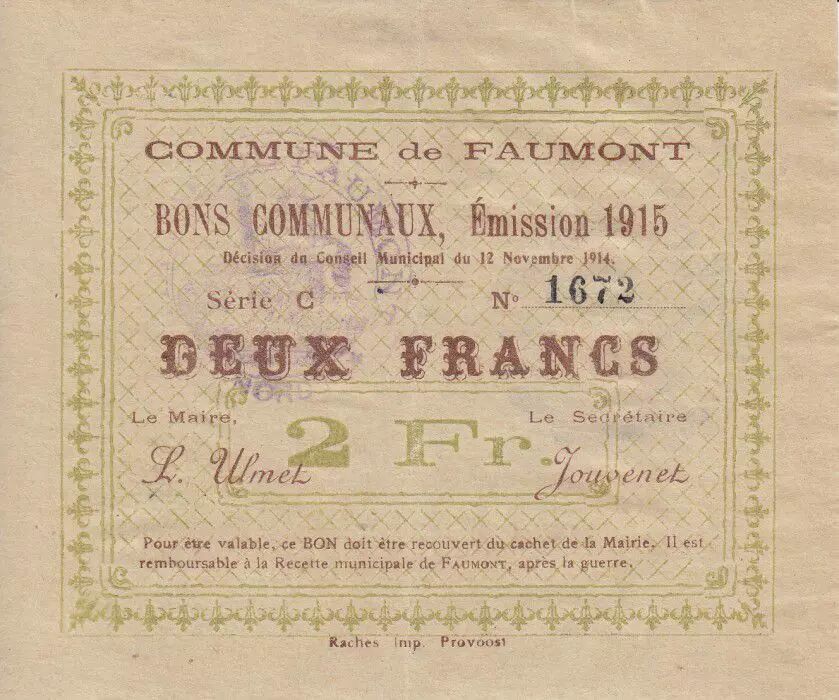 COMMUNE de FAUMONT
BONS COMMUNAUX, Émission 1915
Décision du Conseil Municipal du 12 Novembre 1914.
Série C N° 1672
DEUX FRANCS
NORD
Le Maire, Le Secrétaire
2 Fr.
L. Ulmet Jouvenet
Pour être valable, ce BON doit être recouvert du cachet de la Mairie. Il est
remboursable à la Recette municipale de FAUMONT, après la guerre.
Raches Imp. Provoost